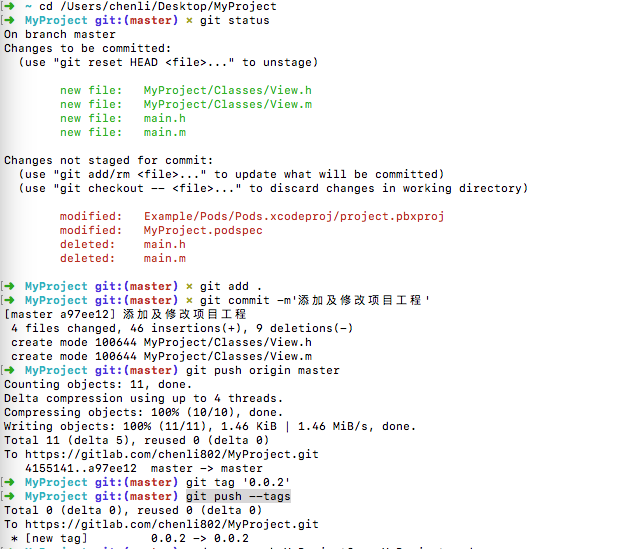 [➜ ~ cd /Users/chenli/Desktop/MyProject
[➜ MyProject git:(master) ✗ git status
On branch master
Changes to be committed:
(use "git reset HEAD <file>..." to unstage)
new file: MyProject/Classes/View.h
new file: MyProject/Classes/View.m
new file: main.h
new file: main.m
Changes not staged for commit:
(use "git add/rm <file>..." to update what will be committed)
(use "git checkout -- <file>..." to discard changes in working directory)
modified: Example/Pods/Pods.xcodeproj/project.pbxproj
modified: MyProject.podspec
deleted: main.h
deleted: main.m
[➜ MyProject git:(master) ✗ git add .
[➜ MyProject git:(master) ✗ git commit -m'添加及修改项目工程'
[master a97ee12] 添加及修改项目工程
4 files changed, 46 insertions(+), 9 deletions(-)
create mode 100644 MyProject/Classes/View.h
create mode 100644 MyProject/Classes/View.m
[➜ MyProject git:(master) git push origin master
Counting objects: 11, done.
Delta compression using up to 4 threads.
Compressing objects: 100% (10/10), done.
Writing objects: 100% (11/11), 1.46 KiB | 1.46 MiB/s, done.
Total 11 (delta 5), reused 0 (delta 0)
To https://gitlab.com/chenli802/MyProject.git
4155141..a97ee12 master -> master
[➜ MyProject git:(master) git tag '0.0.2'
[➜ MyProject git:(master) git push --tags
Total 0 (delta 0), reused 0 (delta 0)
To https://gitlab.com/chenli802/MyProject.git
* [new tag] 0.0.2 -> 0.0.2